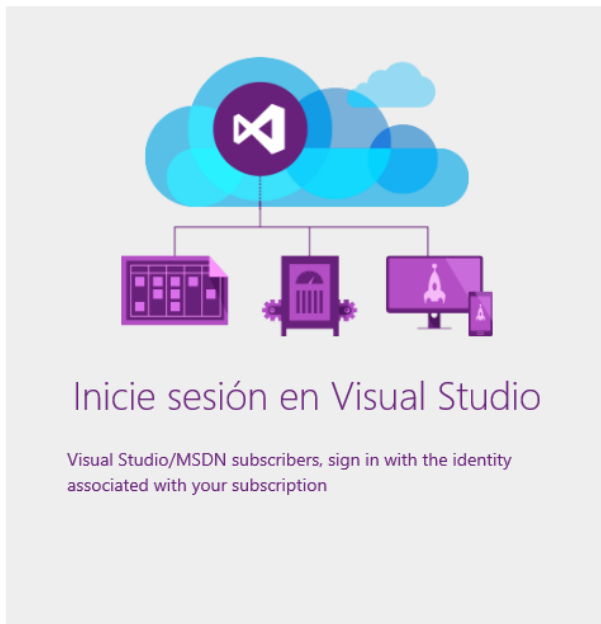 Inicie sesión en Visual Studio
Visual Studio/MSDN subscribers, sign in with the identity
associated with your subscription